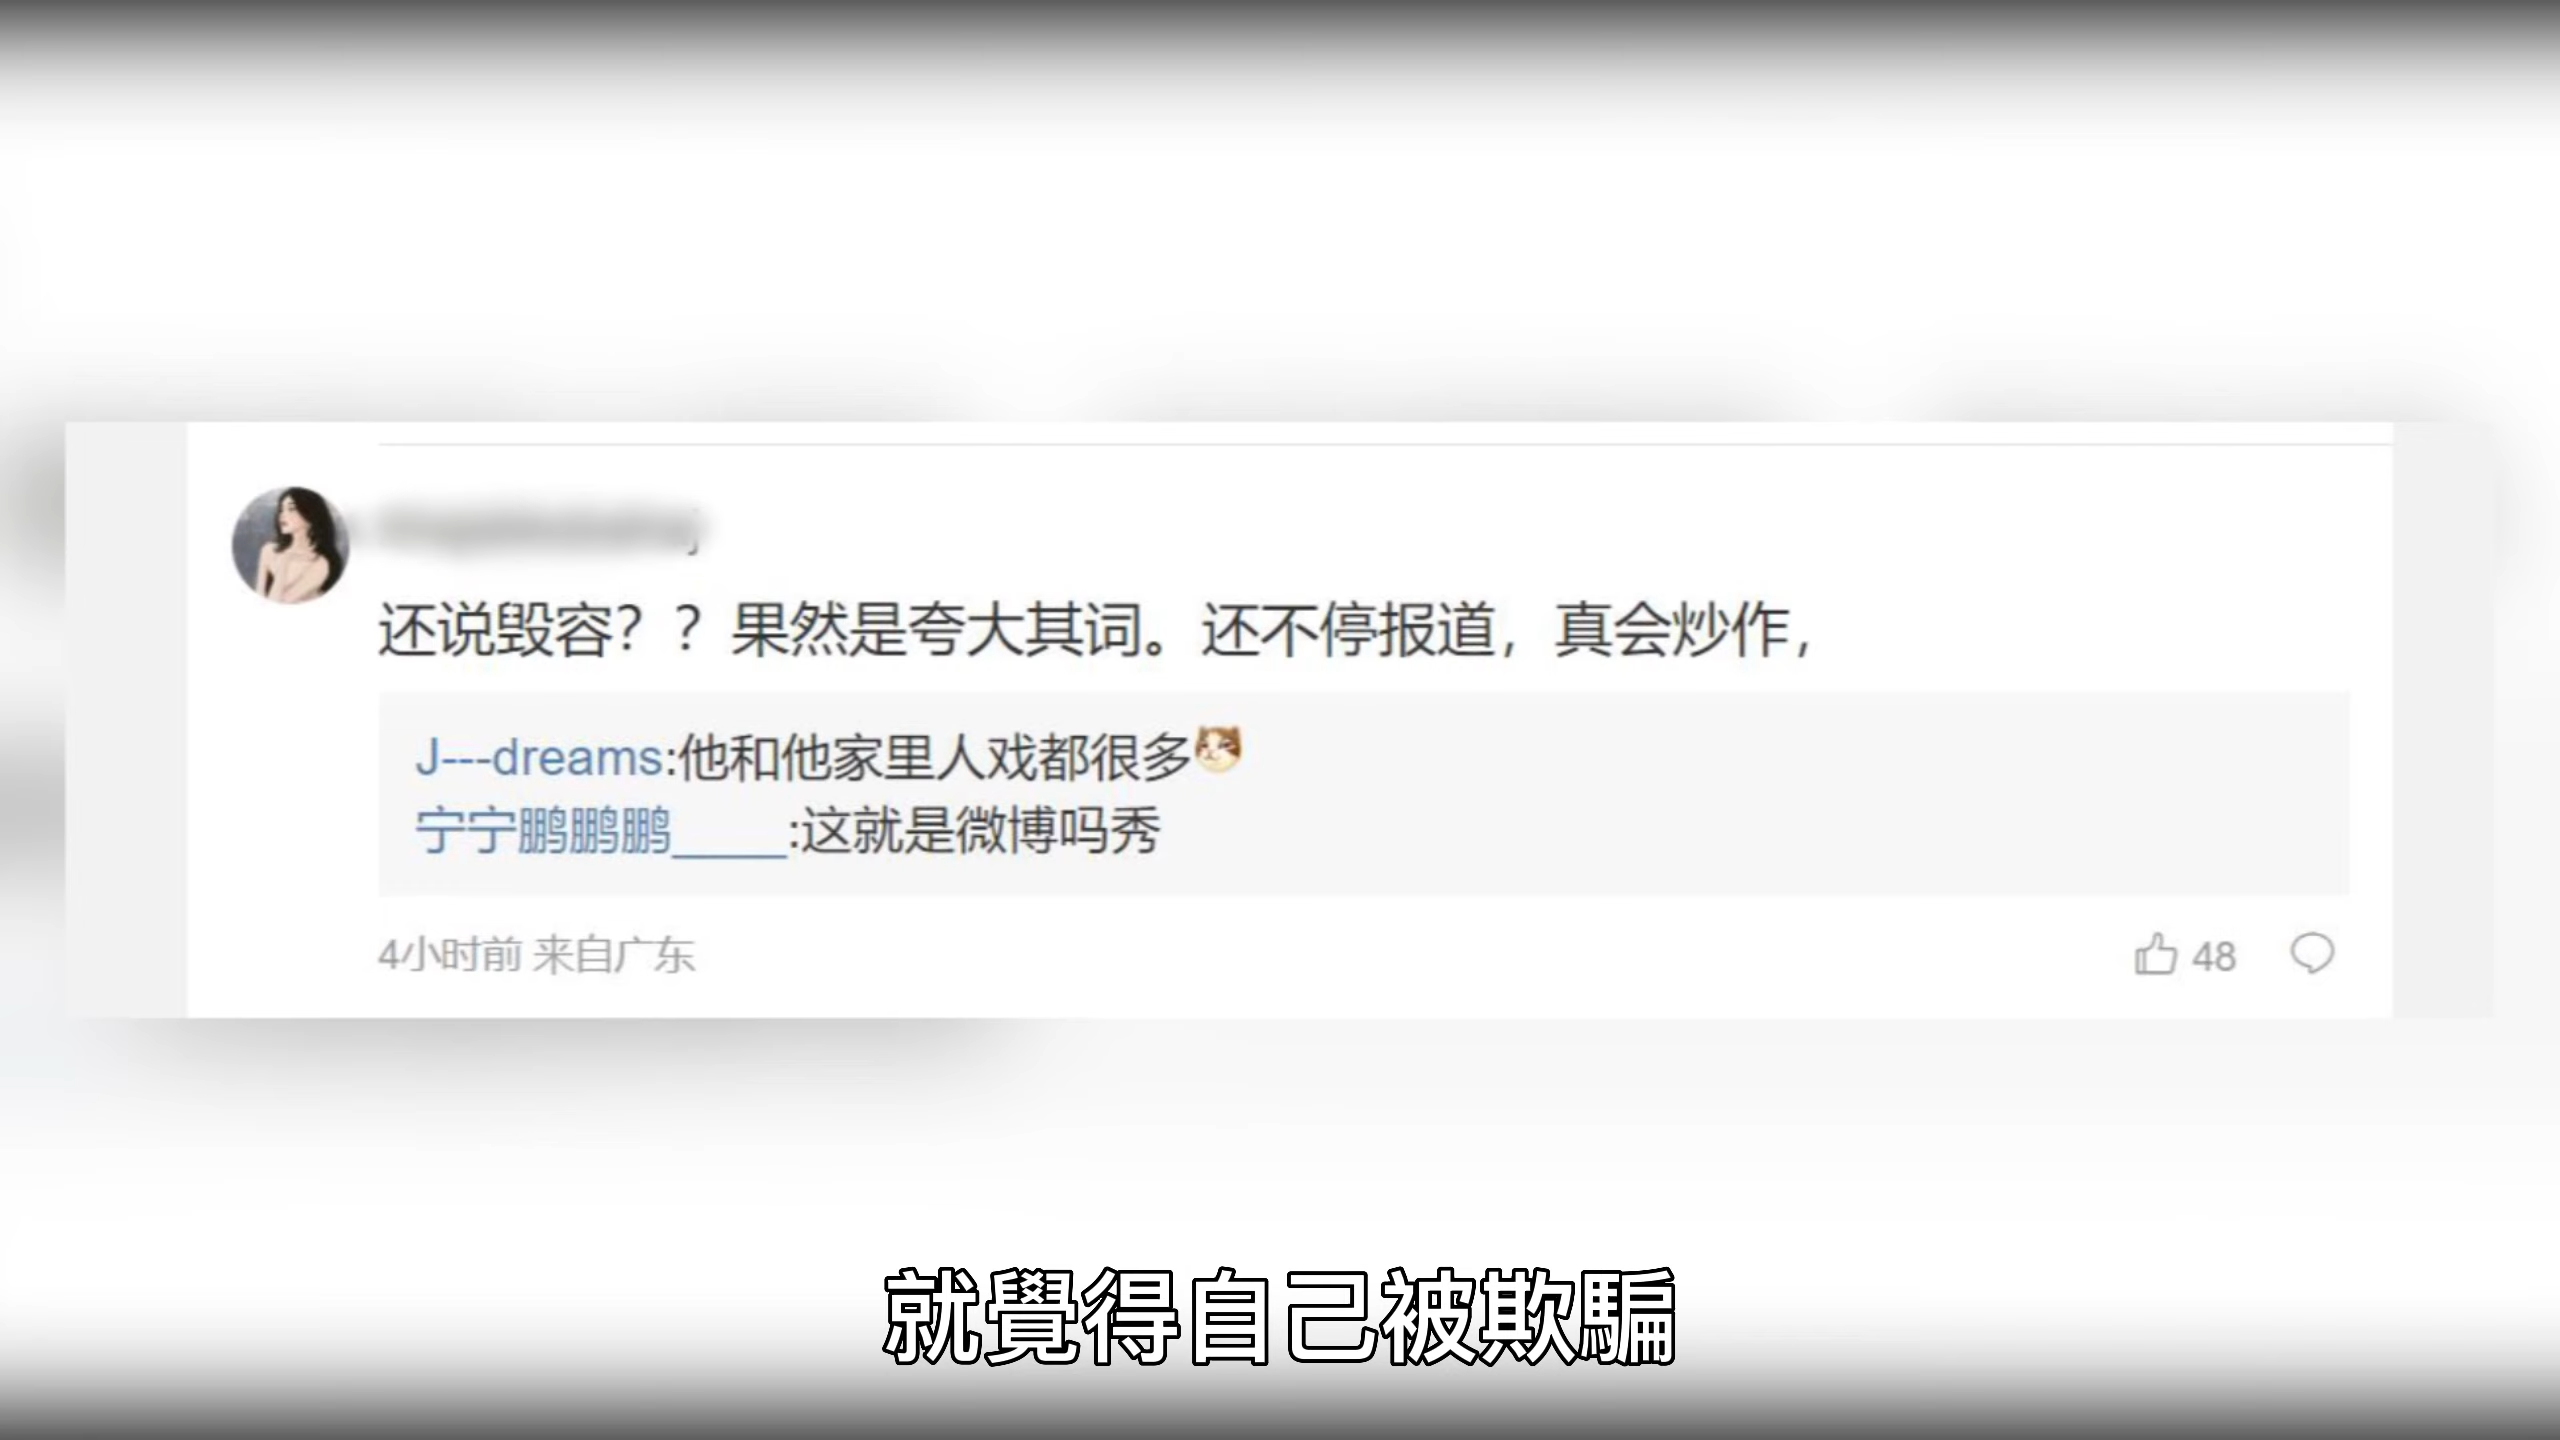 还说毁容？？果然是夸大其词。还不停报道，真会炒作，
J---dreams:他和他家里人戏都很多
宁宁鹏鹏鹏____:这就是微博吗秀
4小时前 来自广东
48
就覺得自己被欺騙